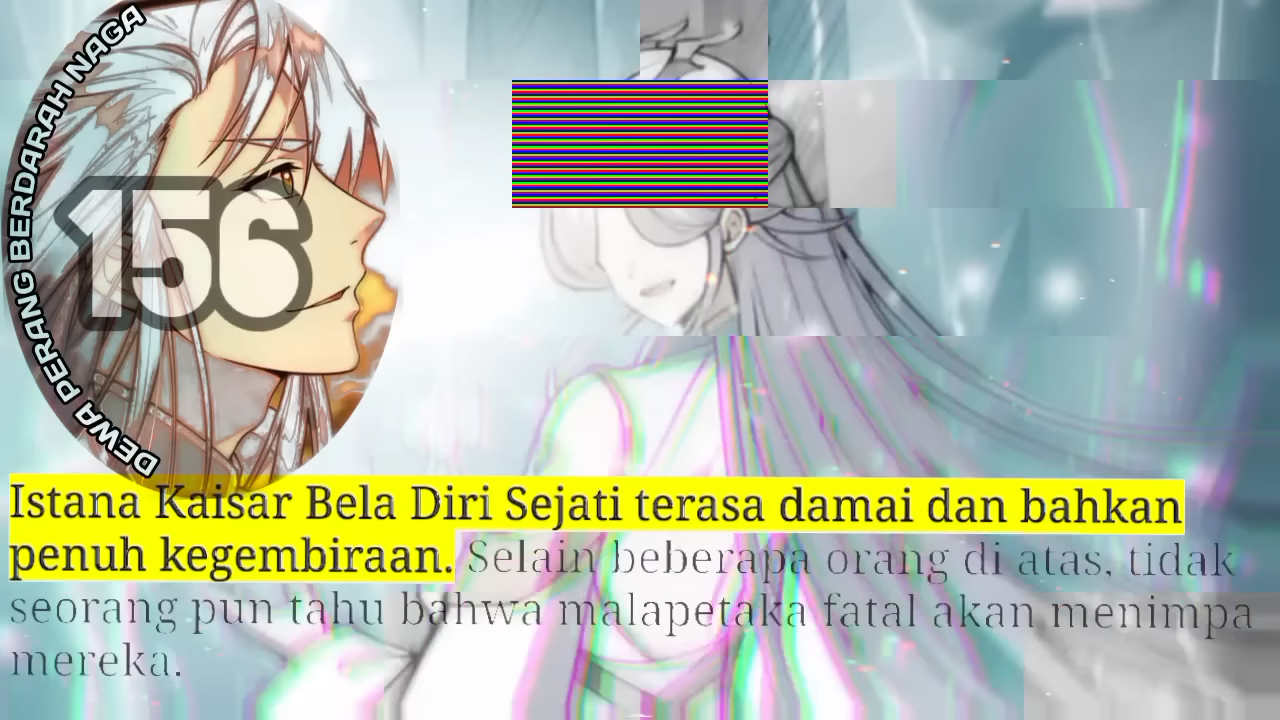 DEWA PERANG BERDARAH NAGA
156
Istana Kaisar Bela Diri Sejati terasa damai dan bahkan
penuh kegembiraan. Selain beberapa orang di atas, tidak
seorang pun tahu bahwa malapetaka fatal akan menimpa
mereka.